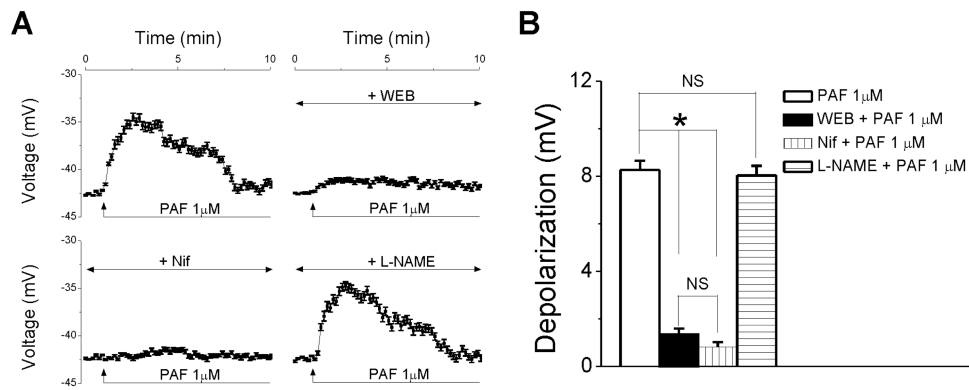 A
B
Time (min)
Time (min)
0 5 10
0 5 10
Voltage (mV)
-30
-35
-40
-45
PAF 1μM
+ WEB
PAF 1μM
Voltage (mV)
-30
-35
-40
-45
+ Nif
PAF 1μM
+ L-NAME
PAF 1μM
Depolarization (mV)
12
8
4
0
NS
*
NS
PAF 1μM
WEB + PAF 1 μM
Nif + PAF 1 μM
L-NAME + PAF 1 μM